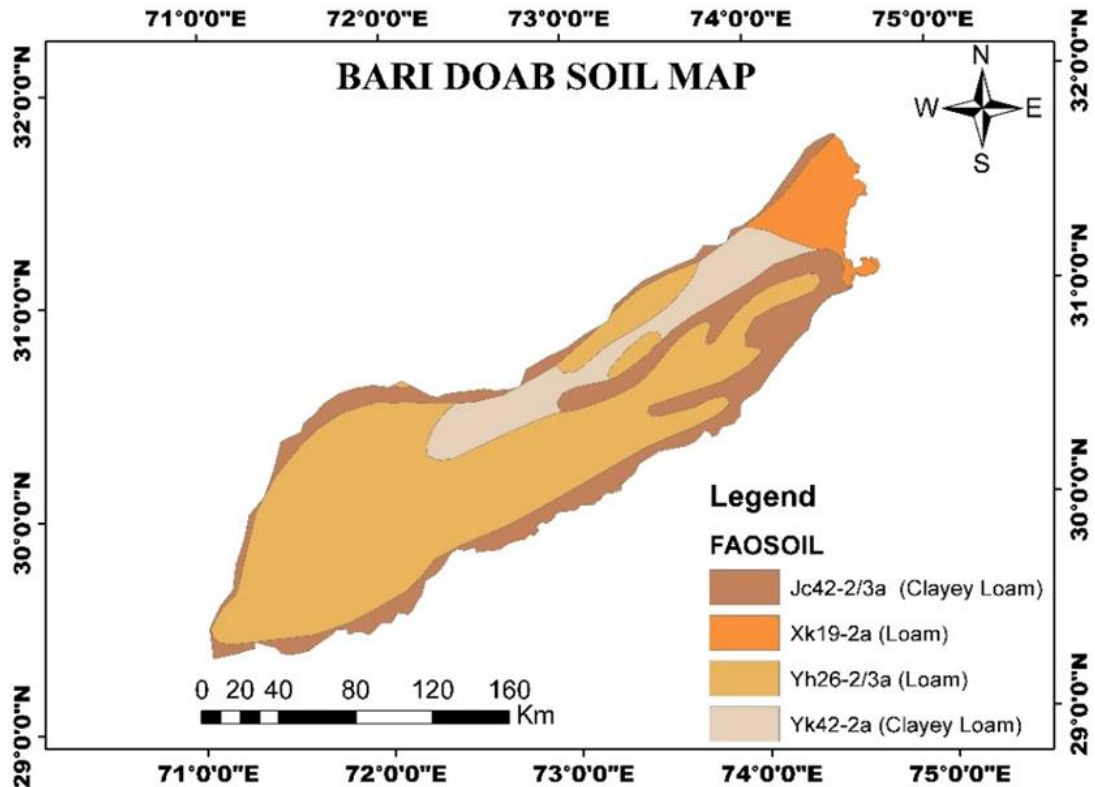 71°0'0"E 72°0'0"E 73°0'0"E 74°0'0"E 75°0'0"E
BARI DOAB SOIL MAP
N
W E
S
32°0'0"N
32°0'0"N
31°0'0"N
31°0'0"N
30°0'0"N
30°0'0"N
29°0'0"N
29°0'0"N
Legend
FAOSOIL
Jc42-2/3a (Clayey Loam)
Xk19-2a (Loam)
Yh26-2/3a (Loam)
Yk42-2a (Clayey Loam)
0 20 40 80 120 160
Km
71°0'0"E 72°0'0"E 73°0'0"E 74°0'0"E 75°0'0"E